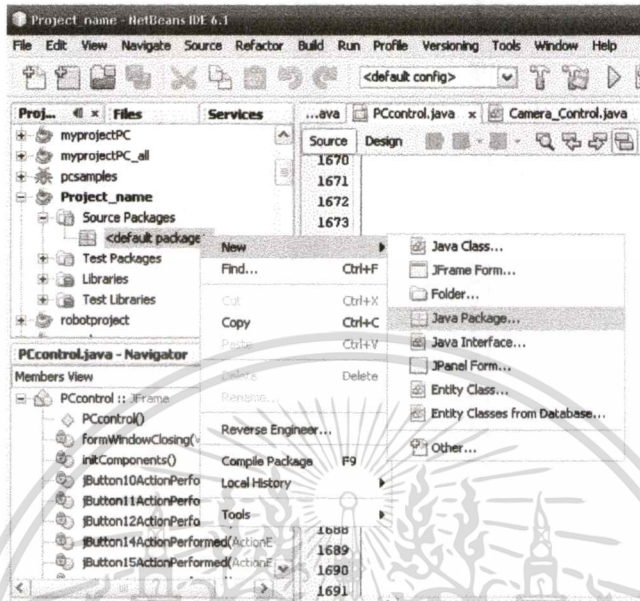 Project_name - NetBeans IDE 6.1
File Edit View Navigate Source Refactor Build Run Profile Versioning Tools Window Help
<default config>
Proj... Files Services
...ava PCcontrol.java x Camera_Control.java
myprojectPC
myprojectPC_all
pcsamples
Project_name
Source Packages
<default package
Test Packages
Libraries
Test Libraries
robotproject
Source Design
1670
1671
1672
1673
New
Find... Ctrl+F
Cut Ctrl+X
Copy Ctrl+C
Paste Ctrl+V
Delete Delete
Rename...
Reverse Engineer...
Compile Package F9
Local History
Tools
Java Class...
JFrame Form...
Folder...
Java Package...
Java Interface...
JPanel Form...
Entity Class...
Entity Classes from Database...
Other...
PCcontrol.java - Navigator
Members View
PCcontrol :: JFrame
PCcontrol()
formWindowClosing(
initComponents()
jButton10ActionPerfo
jButton11ActionPerfo
jButton12ActionPerfo
jButton14ActionPerformed(ActionE
jButton15ActionPerformed(ActionE
1688
1689
1690
1691